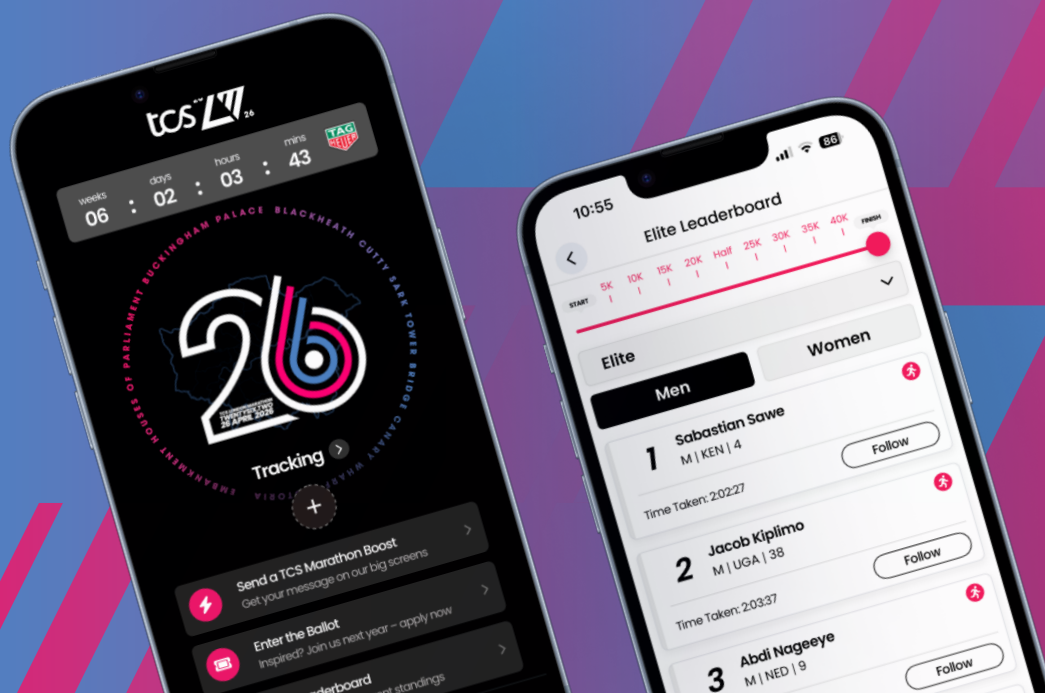 tcs
26
weeks
days
hours
mins
06 : 02 : 03 : 43
TAG
HEUER
BUCKINGHAM PALACE BLACKHEATH CUTTY SARK TOWER BRIDGE CANARY WHARF
EMBANKMENT HOUSES OF PARLIAMENT
26
TCS LONDON MARATHON
TWENTYSIX.TWO
26 APRIL 2026
Tracking
+
Send a TCS Marathon Boost
Get your message on our big screens
Enter the Ballot
Inspired? Join us next year – apply now
standings
10:55
86
Elite Leaderboard
START
5K
10K
15K
20K
Half
25K
30K
35K
40K
FINISH
Elite
Men
Women
1
Sabastian Sawe
M | KEN | 4
Follow
Time Taken: 2:02:27
2
Jacob Kiplimo
M | UGA | 38
Follow
Time Taken: 2:03:37
3
Abdi Nageeye
M | NED | 9
Follow